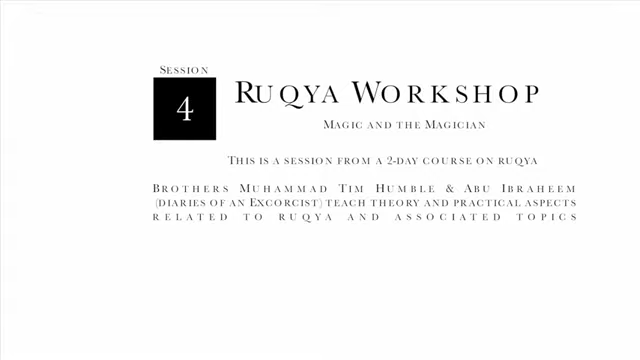 Session
4
Ruqya Workshop
Magic and the Magician
This is a session from a 2-day course on ruqya
Brothers Muhammad Tim Humble & Abu Ibraheem
(diaries of an Excorcist) teach theory and practical aspects
related to ruqya and associated topics